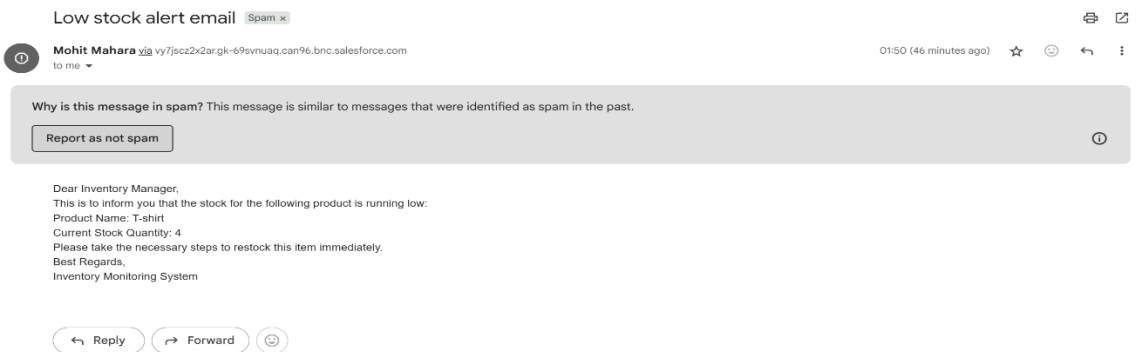 Low stock alert email Spam ×
Mohit Mahara via vy7jscz2x2ar.gk-69svnuaq.can96.bnc.salesforce.com 01:50 (46 minutes ago)
to me
Why is this message in spam? This message is similar to messages that were identified as spam in the past.
Report as not spam
Dear Inventory Manager,
This is to inform you that the stock for the following product is running low:
Product Name: T-shirt
Current Stock Quantity: 4
Please take the necessary steps to restock this item immediately.
Best Regards,
Inventory Monitoring System
Reply Forward